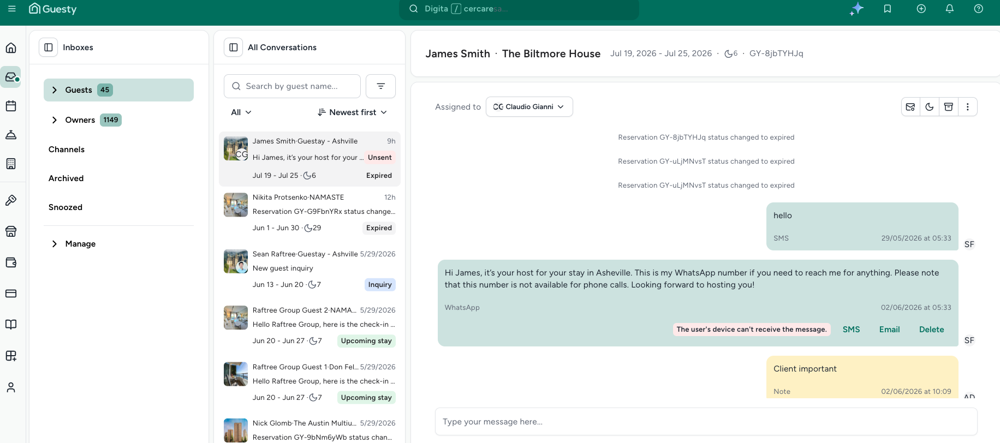 Guesty
Digita / cercare
Inboxes
Guests 45
Owners 1149
Channels
Archived
Snoozed
Manage
All Conversations
Search by guest name...
All
Newest first
James Smith·Guestay - Ashville 9h
CG
Hi James, it's your host for your ... Unsent
Jul 19 - Jul 25 · 6 Expired
Nikita Protsenko·NAMASTE 12h
Reservation GY-G9FbnYRx status change...
Jun 1 - Jun 30 · 29 Expired
Sean Raftree·Guestay - Ashville 5/29/2026
New guest inquiry
Jun 13 - Jun 20 · 7 Inquiry
Raftree Group Guest 2·NAMA... 5/29/2026
Hello Raftree Group, here is the check-in ...
Jun 20 - Jun 27 · 7 Upcoming stay
Raftree Group Guest 1·Don Fel... 5/29/2026
Hello Raftree Group, here is the check-in ...
Jun 20 - Jun 27 · 7 Upcoming stay
Nick Glomb·The Austin Multiu... 5/29/2026
Reservation GY-9bNm6yWb status chan...
James Smith · The Biltmore House Jul 19, 2026 - Jul 25, 2026 · 6 · GY-8jbTYHJq
Assigned to CG Claudio Gianni
Reservation GY-8jbTYHJq status changed to expired
Reservation GY-uLjMNvsT status changed to expired
Reservation GY-uLjMNvsT status changed to expired
hello
SMS 29/05/2026 at 05:33
SF
Hi James, it's your host for your stay in Asheville. This is my WhatsApp number if you need to reach me for anything. Please note
that this number is not available for phone calls. Looking forward to hosting you!
WhatsApp 02/06/2026 at 05:33
The user's device can't receive the message. SMS Email Delete
SF
Client important
Note 02/06/2026 at 10:09
AD
Type your message here...